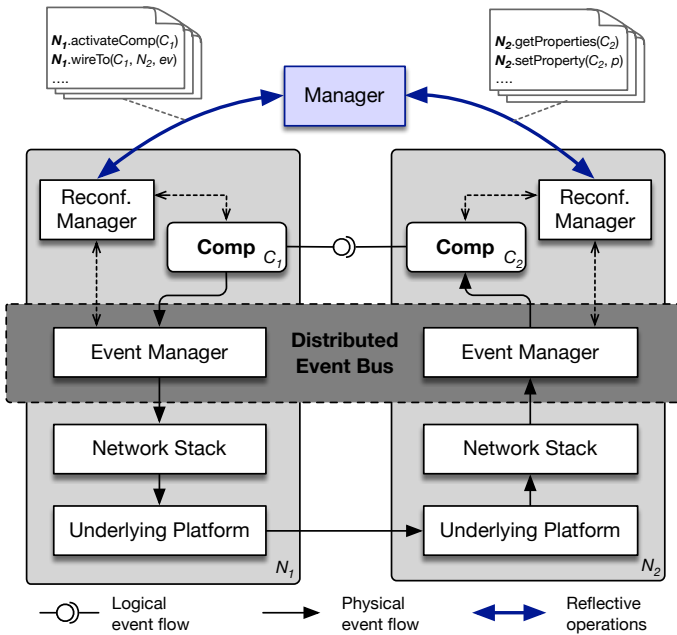 N₁.activateComp(C₁)
N₁.wireTo(C₁, N₂, ev)
....
N₂.getProperties(C₂)
N₂.setProperty(C₂, p)
....
Manager
Reconf.
Manager
Comp
C₁
Comp
C₂
Reconf.
Manager
Event Manager
Distributed
Event Bus
Event Manager
Network Stack
Network Stack
Underlying Platform
Underlying Platform
N₁
N₂
Logical
event flow
Physical
event flow
Reflective
operations